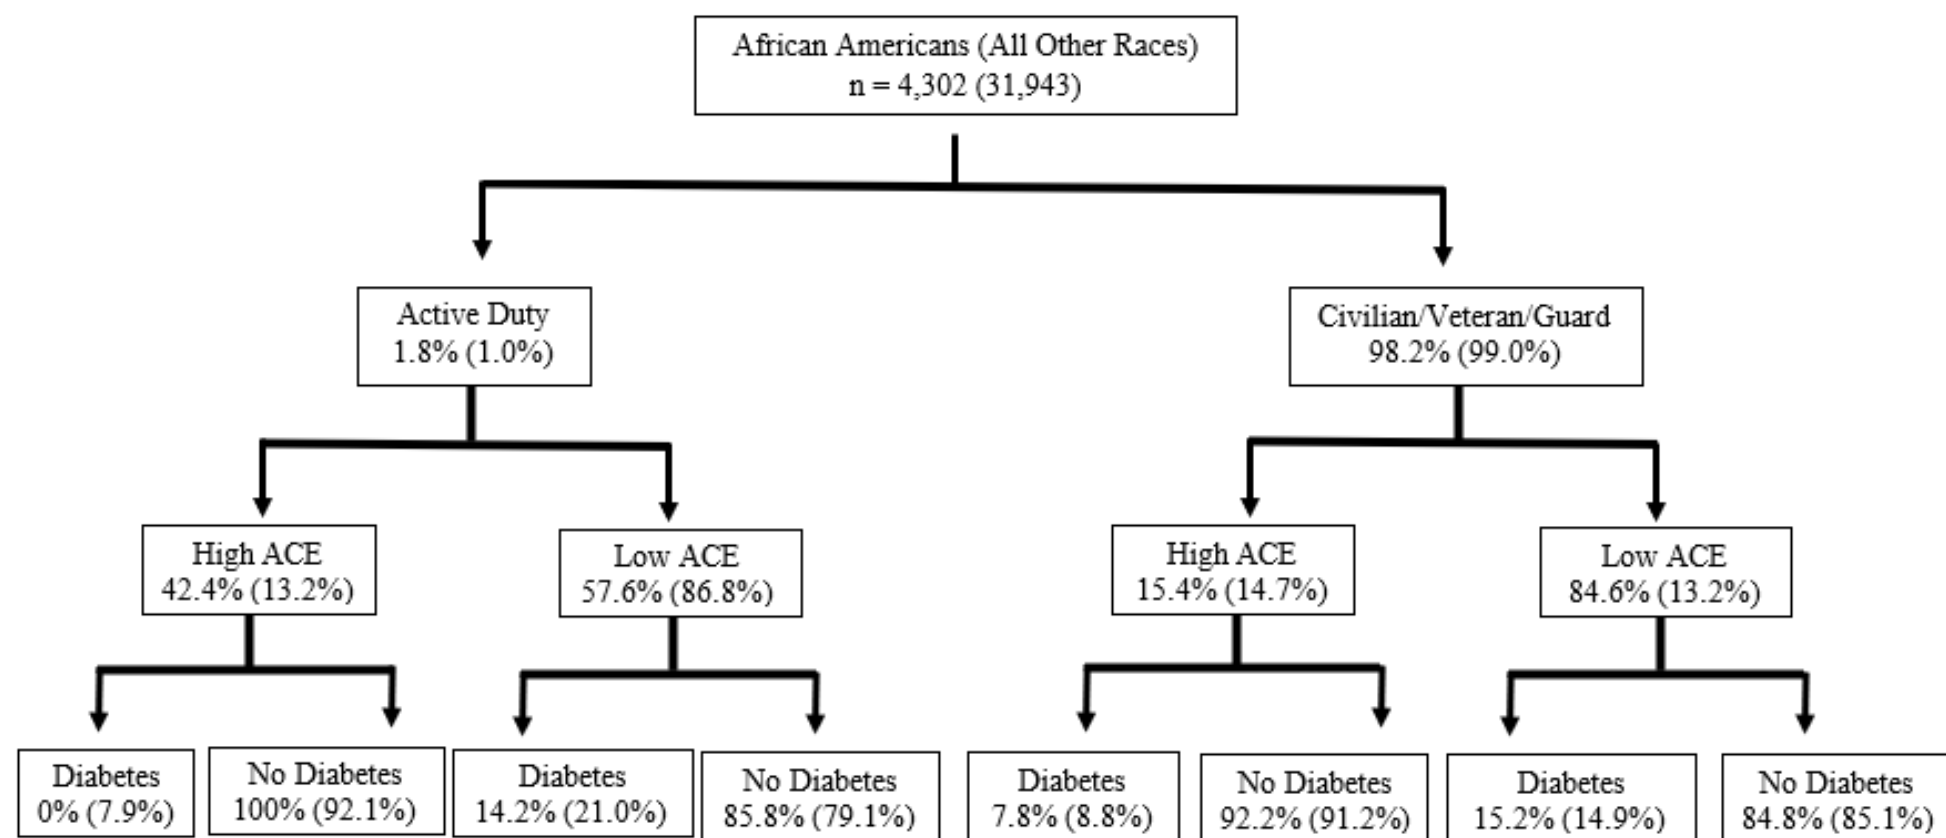 African Americans (All Other Races)
n = 4,302 (31,943)
Active Duty
1.8% (1.0%)
Civilian/Veteran/Guard
98.2% (99.0%)
High ACE
42.4% (13.2%)
Low ACE
57.6% (86.8%)
High ACE
15.4% (14.7%)
Low ACE
84.6% (13.2%)
Diabetes
0% (7.9%)
No Diabetes
100% (92.1%)
Diabetes
14.2% (21.0%)
No Diabetes
85.8% (79.1%)
Diabetes
7.8% (8.8%)
No Diabetes
92.2% (91.2%)
Diabetes
15.2% (14.9%)
No Diabetes
84.8% (85.1%)